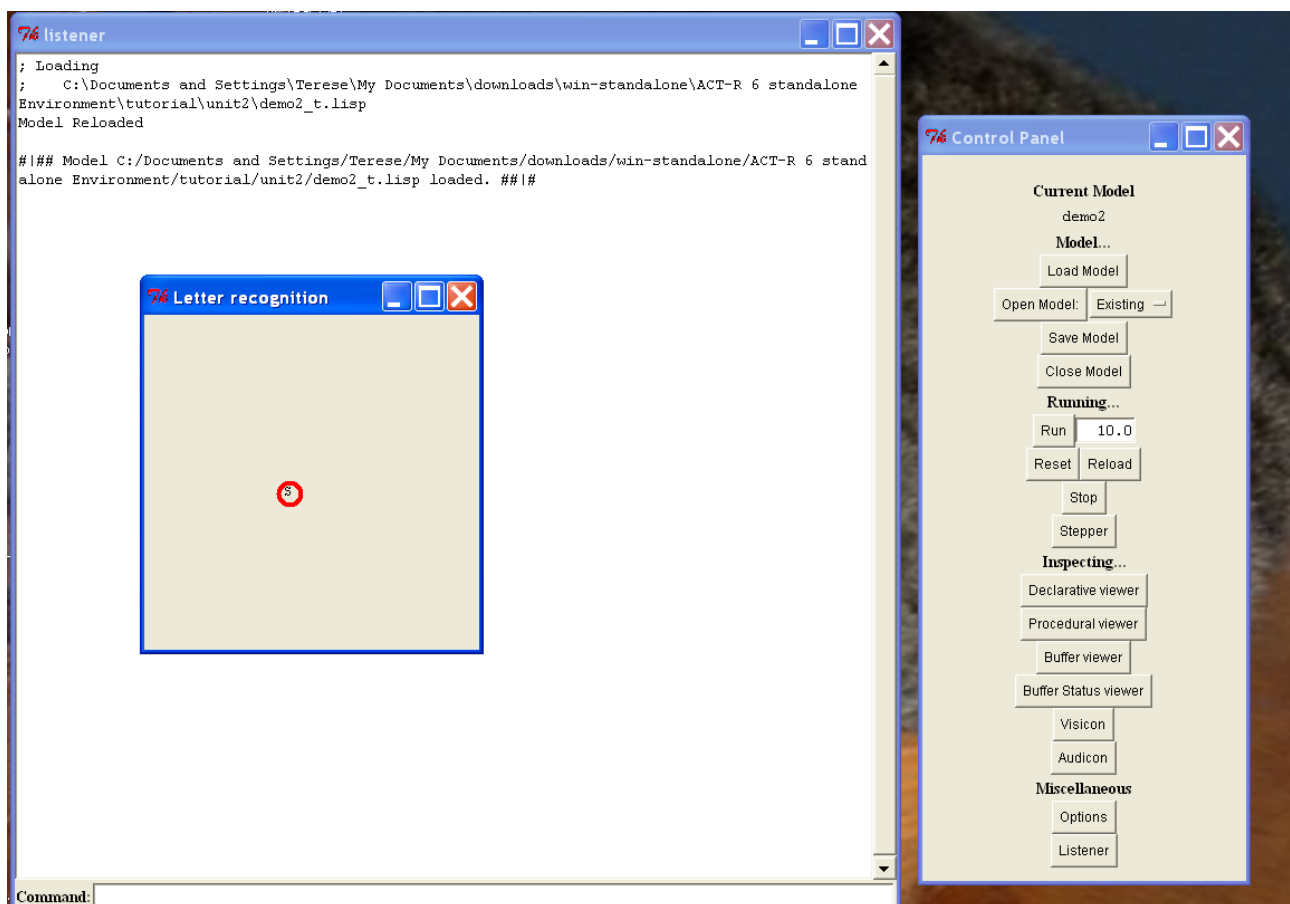 listener
; Loading
;    C:\Documents and Settings\Terese\My Documents\downloads\win-standalone\ACT-R 6 standalone
Environment\tutorial\unit2\demo2_t.lisp
Model Reloaded
#|## Model C:/Documents and Settings/Terese/My Documents/downloads/win-standalone/ACT-R 6 stand
alone Environment/tutorial/unit2/demo2_t.lisp loaded. ##|#
Letter recognition
S
Command:
Control Panel
Current Model
demo2
Model...
Load Model
Open Model: Existing
Save Model
Close Model
Running...
Run 10.0
Reset Reload
Stop
Stepper
Inspecting...
Declarative viewer
Procedural viewer
Buffer viewer
Buffer Status viewer
Visicon
Audicon
Miscellaneous
Options
Listener